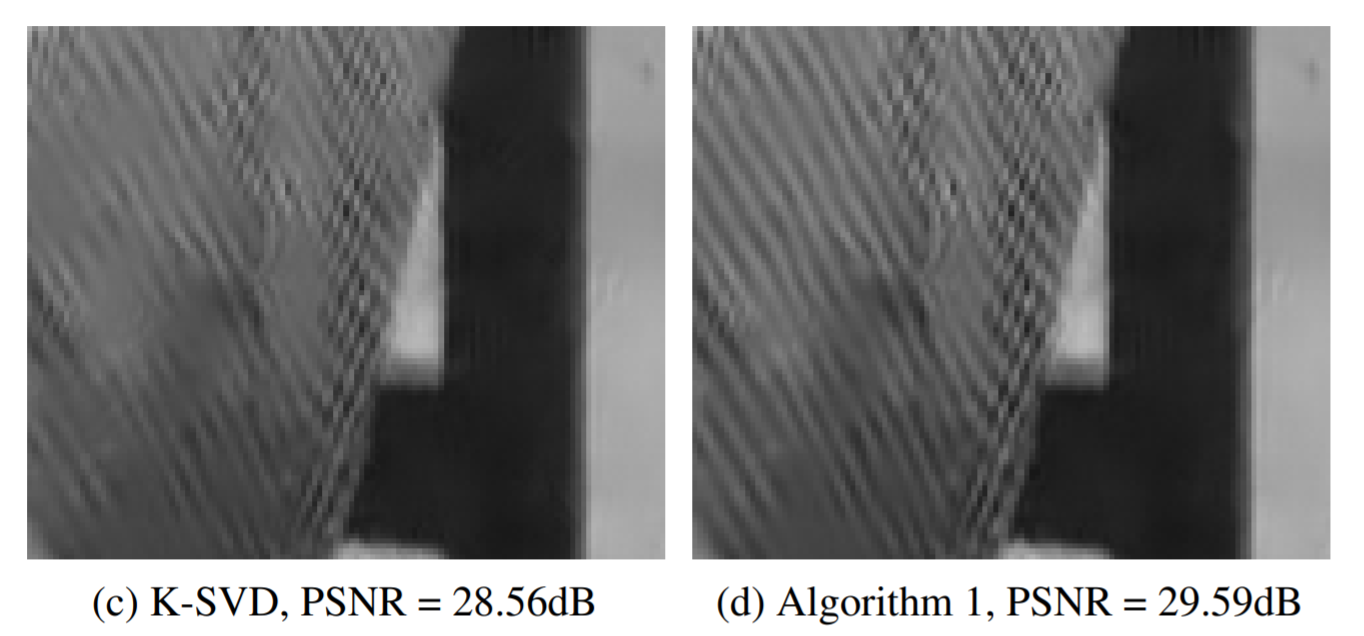 (c) K-SVD, PSNR = 28.56dB
(d) Algorithm 1, PSNR = 29.59dB